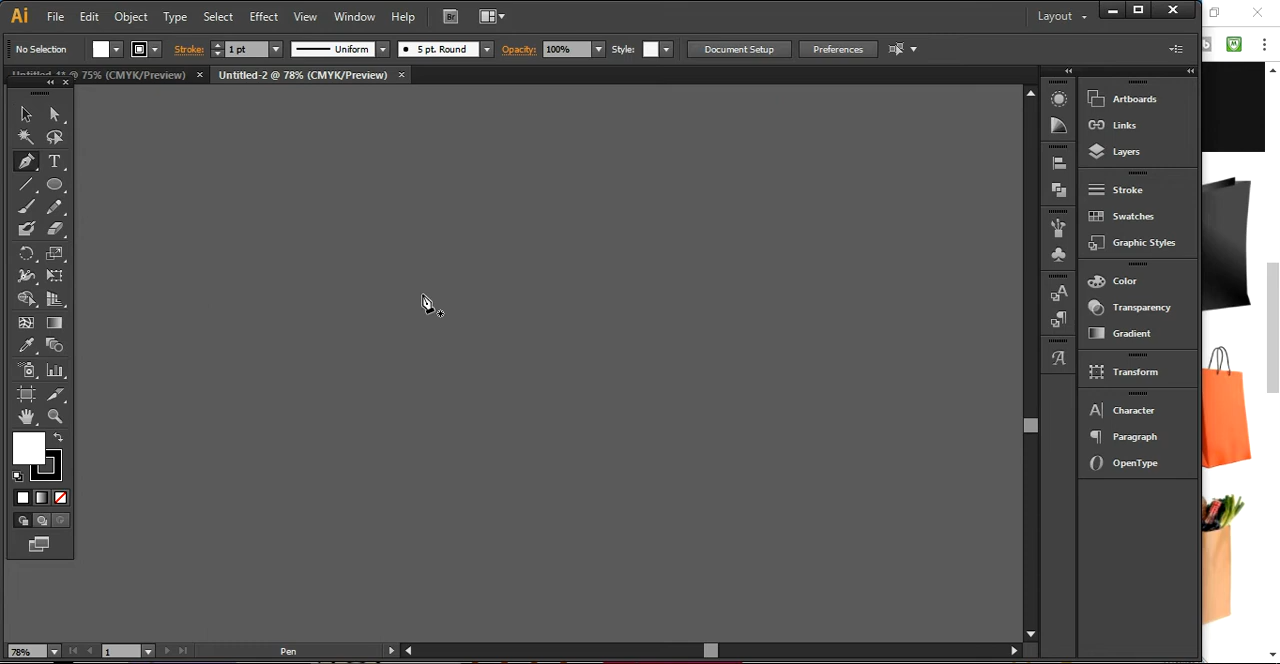 Ai File Edit Object Type Select Effect View Window Help Br Layout
No Selection Stroke: 1 pt Uniform 5 pt. Round Opacity: 100% Style: Document Setup Preferences
Untitled-1* @ 75% (CMYK/Preview) × Untitled-2 @ 78% (CMYK/Preview) ×
Artboards
Links
Layers
Stroke
Swatches
Graphic Styles
Color
Transparency
Gradient
Transform
Character
Paragraph
OpenType
78% 1 Pen